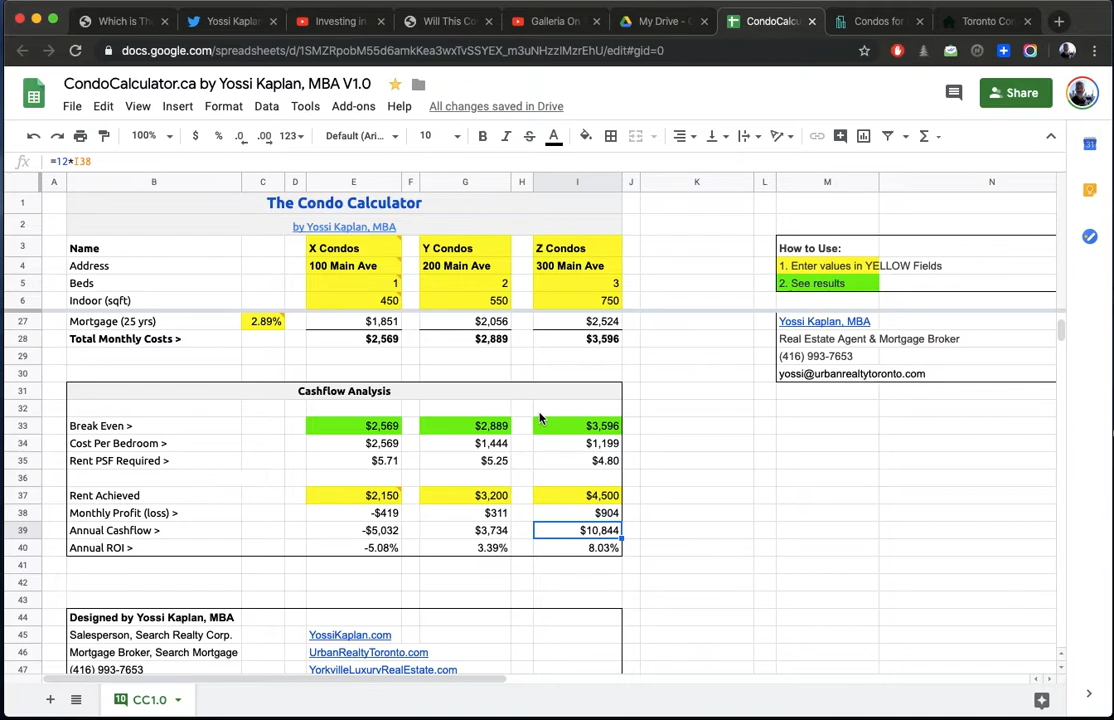 Which is The
Yossi Kaplan,
Investing in
Will This Co
Galleria On
My Drive - G
CondoCalcu
Condos for
Toronto Con
docs.google.com/spreadsheets/d/1SMZRpobM55d6amkKea3wxTvSSYEX_m3uNHzzIMzrEhU/edit#gid=0
CondoCalculator.ca by Yossi Kaplan, MBA V1.0
File Edit View Insert Format Data Tools Add-ons Help All changes saved in Drive
Share
100% $ % .0 .00 123 Default (Ari... 10 B I S A
fx =12*I38
A B C D E F G H I J K L M N
1 The Condo Calculator
2 by Yossi Kaplan, MBA
3 Name X Condos Y Condos Z Condos How to Use:
4 Address 100 Main Ave 200 Main Ave 300 Main Ave 1. Enter values in YELLOW Fields
5 Beds 1 2 3 2. See results
6 Indoor (sqft) 450 550 750
27 Mortgage (25 yrs) 2.89% $1,851 $2,056 $2,524 Yossi Kaplan, MBA
28 Total Monthly Costs > $2,569 $2,889 $3,596 Real Estate Agent & Mortgage Broker
29 (416) 993-7653
30 yossi@urbanrealtytoronto.com
31 Cashflow Analysis
32
33 Break Even > $2,569 $2,889 $3,596
34 Cost Per Bedroom > $2,569 $1,444 $1,199
35 Rent PSF Required > $5.71 $5.25 $4.80
36
37 Rent Achieved $2,150 $3,200 $4,500
38 Monthly Profit (loss) > -$419 $311 $904
39 Annual Cashflow > -$5,032 $3,734 $10,844
40 Annual ROI > -5.08% 3.39% 8.03%
41
42
43
44 Designed by Yossi Kaplan, MBA
45 Salesperson, Search Realty Corp. YossiKaplan.com
46 Mortgage Broker, Search Mortgage UrbanRealtyToronto.com
47 (416) 993-7653 YorkvilleLuxuryRealEstate.com
10 CC1.0
31